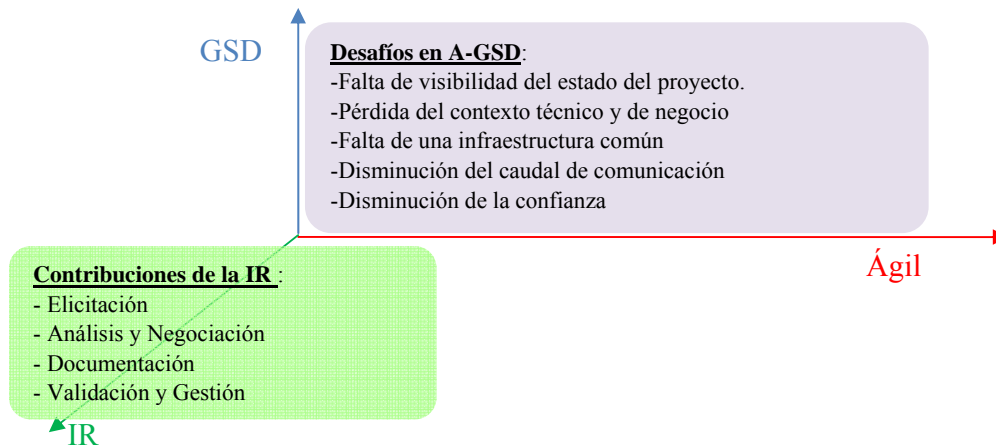 GSD
Desafíos en A-GSD:
-Falta de visibilidad del estado del proyecto.
-Pérdida del contexto técnico y de negocio
-Falta de una infraestructura común
-Disminución del caudal de comunicación
-Disminución de la confianza
Ágil
Contribuciones de la IR :
- Elicitación
- Análisis y Negociación
- Documentación
- Validación y Gestión
IR